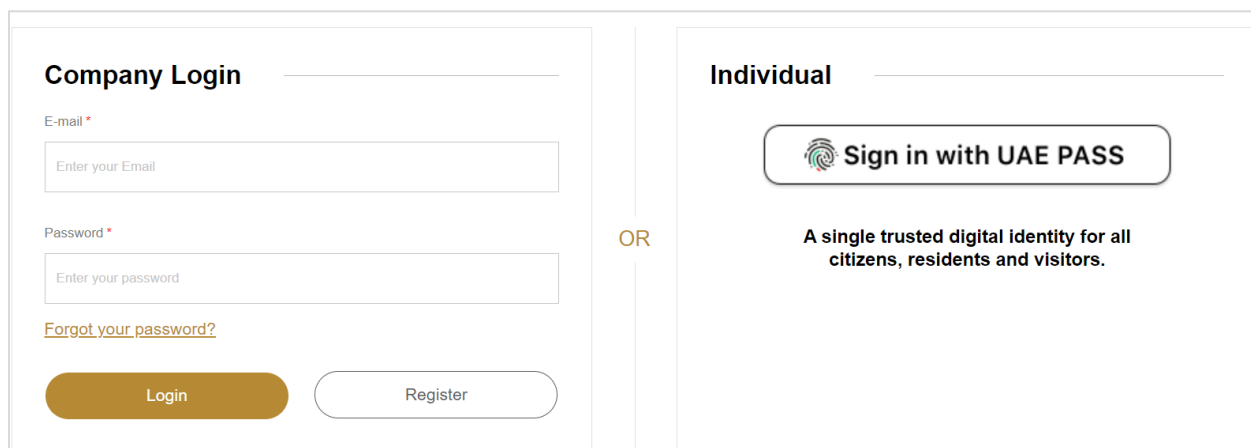 Company Login
E-mail *
Enter your Email
Password *
Enter your password
Forgot your password?
Login
Register
OR
Individual
Sign in with UAE PASS
A single trusted digital identity for all
citizens, residents and visitors.